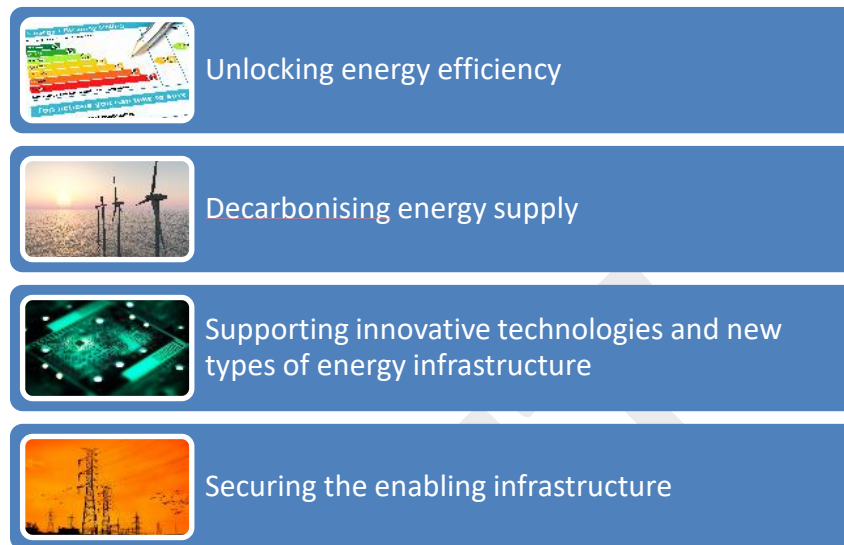 Unlocking energy efficiency
Decarbonising energy supply
Supporting innovative technologies and new
types of energy infrastructure
Securing the enabling infrastructure